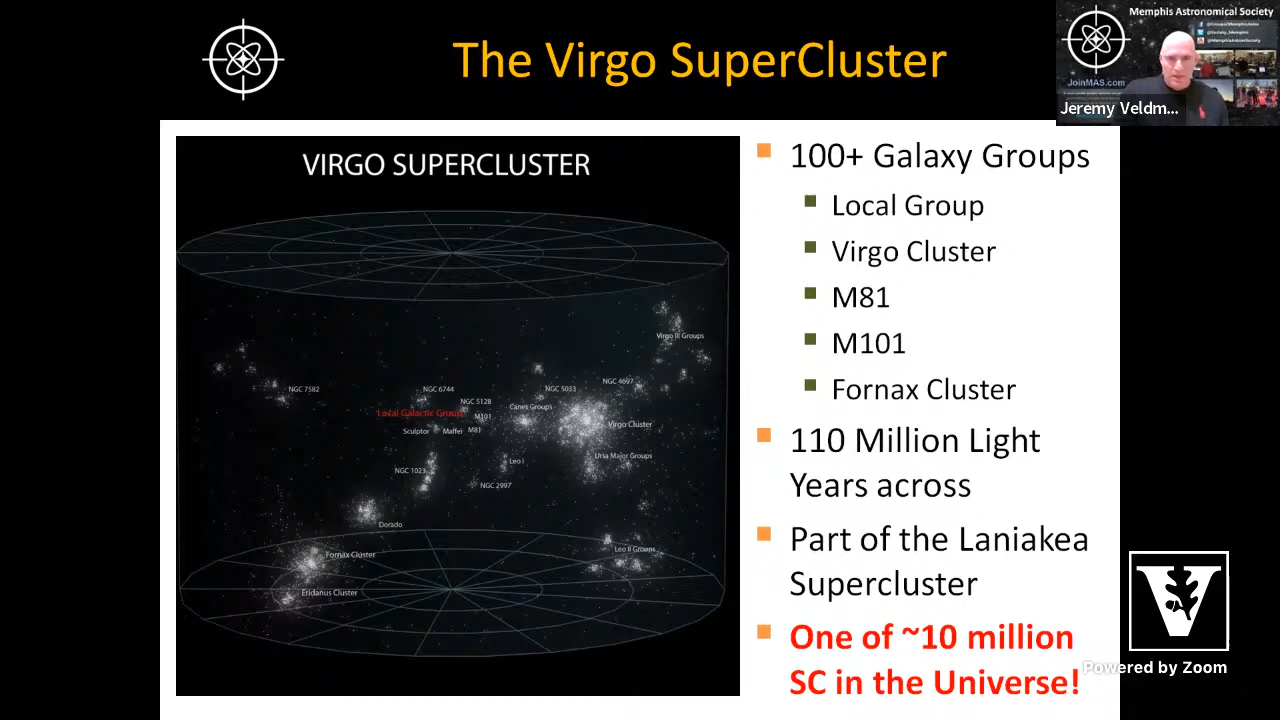 The Virgo SuperCluster
Memphis Astronomical Society
JoinMAS.com
Jeremy Veldm...
VIRGO SUPERCLUSTER
Virgo III Groups
NGC 7582
NGC 6744
NGC 5033
NGC 4697
NGC 5128
Canes Groups
Local Galactic Group
M101
Sculptor
Maffei
M81
Virgo Cluster
Ursa Major Groups
Leo I
NGC 1023
NGC 2997
Dorado
Fornax Cluster
Leo II Groups
Eridanus Cluster
100+ Galaxy Groups
Local Group
Virgo Cluster
M81
M101
Fornax Cluster
110 Million Light
Years across
Part of the Laniakea
Supercluster
One of ~10 million
SC in the Universe!
V
Powered by Zoom